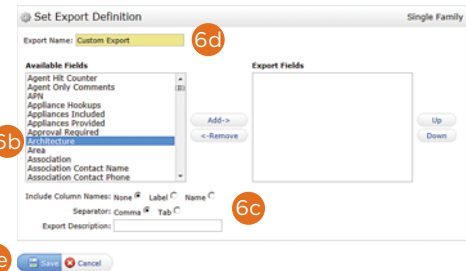 Set Export Definition Single Family
Export Name: Custom Export 6d
Available Fields Export Fields
Agent Hit Counter
Agent Only Comments
APN
Appliance Hookups
Appliances Included
Appliances Provided
Approval Required
6b Architecture
Area
Association
Association Contact Name
Association Contact Phone
Add-> Up
<-Remove Down
Include Column Names: None Label Name
Separator: Comma Tab 6c
Export Description:
e Save Cancel